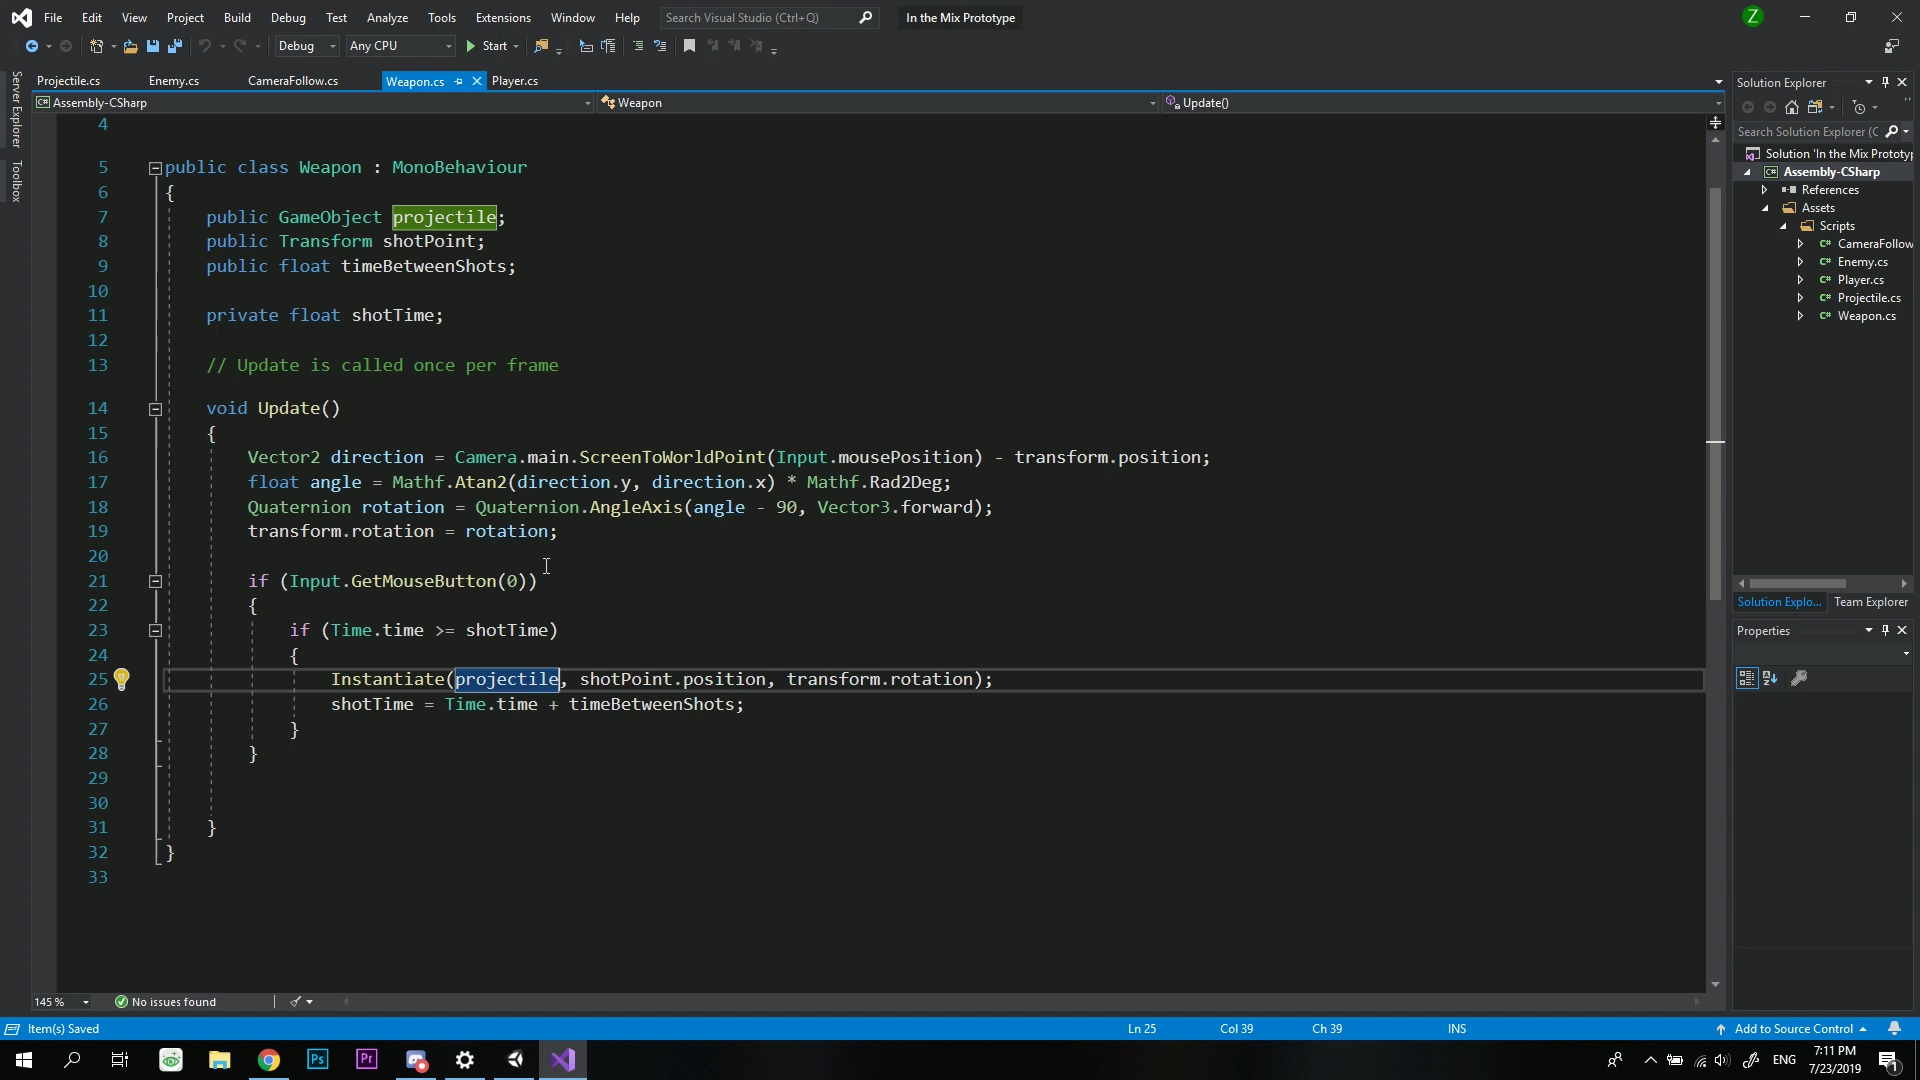 File Edit View Project Build Debug Test Analyze Tools Extensions Window Help Search Visual Studio (Ctrl+Q) In the Mix Prototype Z
Debug Any CPU Start
Server Explorer
Toolbox
Projectile.cs Enemy.cs CameraFollow.cs Weapon.cs Player.cs
C# Assembly-CSharp Weapon Update()
4
5 public class Weapon : MonoBehaviour
6 {
7 public GameObject projectile;
8 public Transform shotPoint;
9 public float timeBetweenShots;
10
11 private float shotTime;
12
13 // Update is called once per frame
14 void Update()
15 {
16 Vector2 direction = Camera.main.ScreenToWorldPoint(Input.mousePosition) - transform.position;
17 float angle = Mathf.Atan2(direction.y, direction.x) * Mathf.Rad2Deg;
18 Quaternion rotation = Quaternion.AngleAxis(angle - 90, Vector3.forward);
19 transform.rotation = rotation;
20
21 if (Input.GetMouseButton(0))
22 {
23 if (Time.time >= shotTime)
24 {
25 Instantiate(projectile, shotPoint.position, transform.rotation);
26 shotTime = Time.time + timeBetweenShots;
27 }
28 }
29
30
31 }
32 }
33
Solution Explorer
Search Solution Explorer (C
Solution 'In the Mix Prototyp
C# Assembly-CSharp
References
Assets
Scripts
C# CameraFollow
C# Enemy.cs
C# Player.cs
C# Projectile.cs
C# Weapon.cs
Solution Explo... Team Explorer
Properties
145 % No issues found
Item(s) Saved Ln 25 Col 39 Ch 39 INS Add to Source Control
Ps Pr ENG 7:11 PM
7/23/2019 1